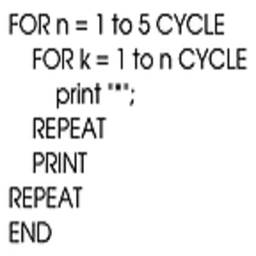 FOR n = 1 to 5 CYCLE
FOR k = 1 to n CYCLE
print "*";
REPEAT
PRINT
REPEAT
END